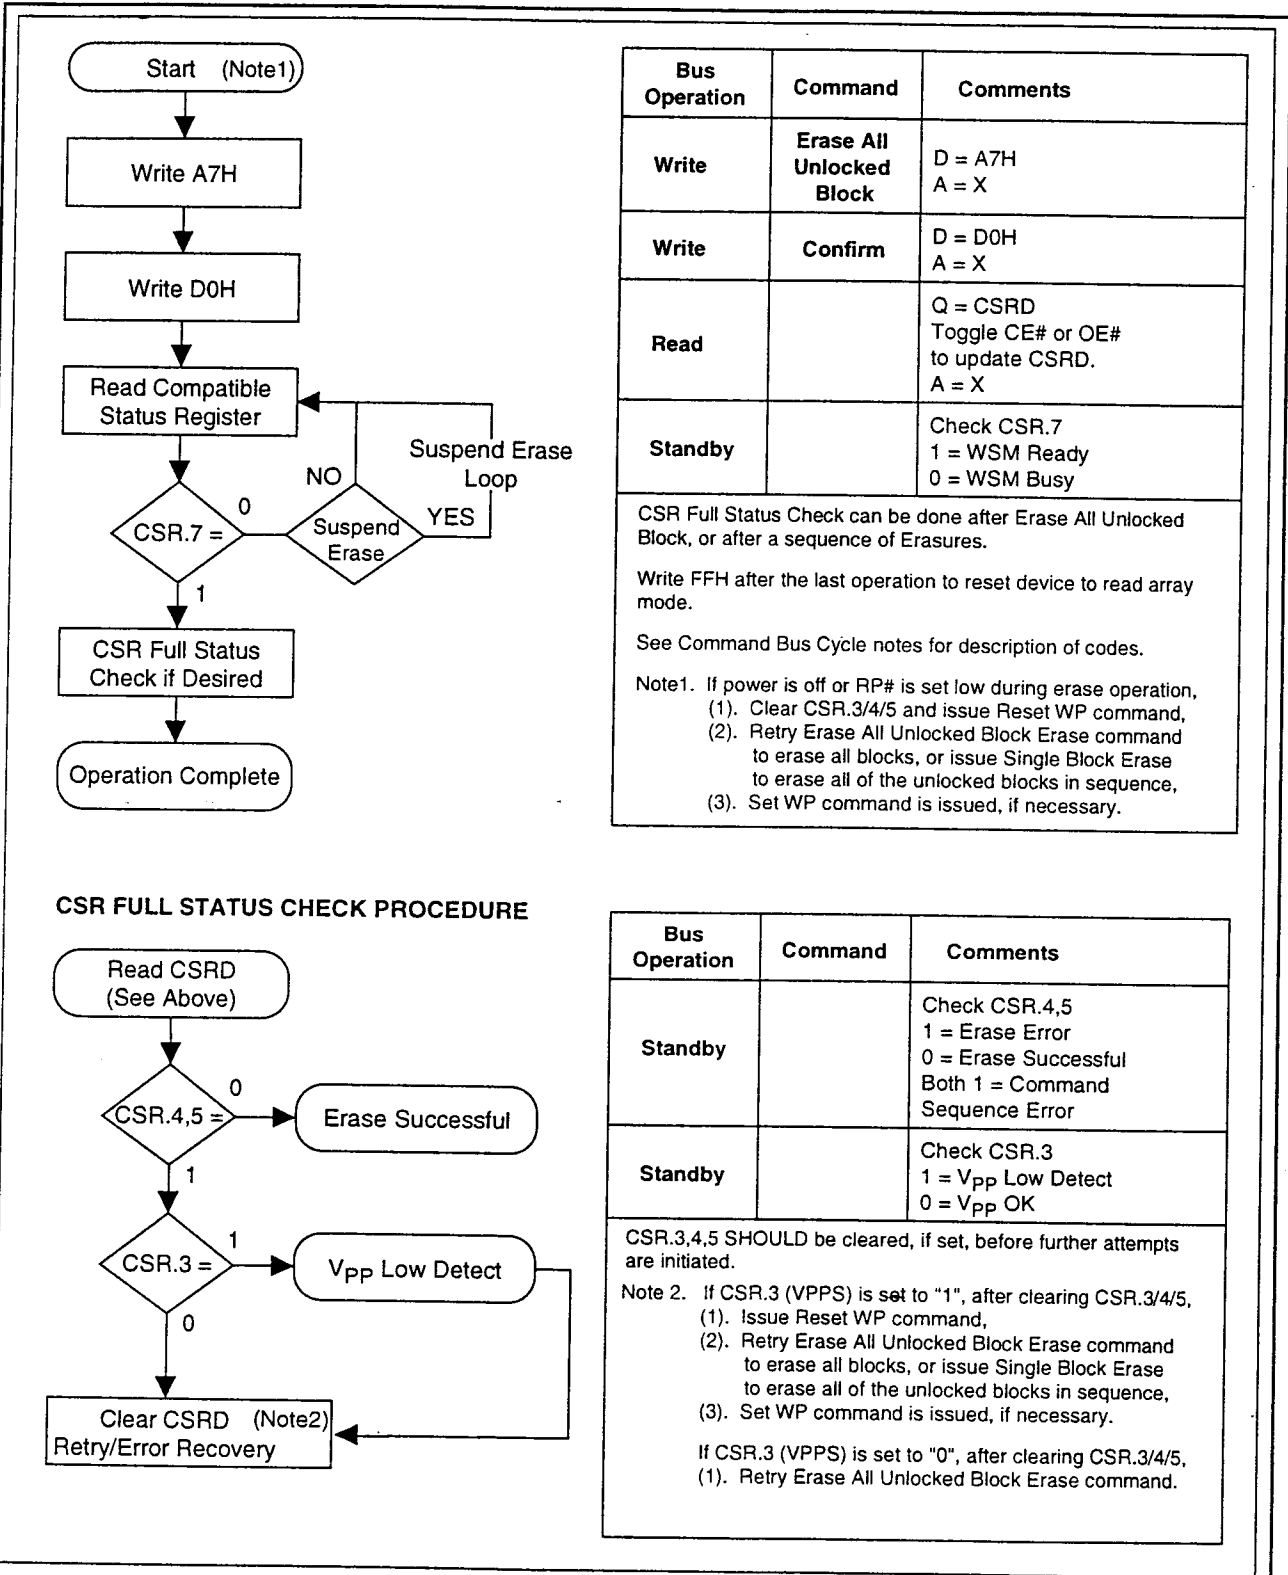 Start (Note1)
Write A7H
Write D0H
Read Compatible
Status Register
Suspend Erase
Loop
NO
YES
0
CSR.7 =
Suspend
Erase
1
CSR Full Status
Check if Desired
Operation Complete
Bus
Operation
Command
Comments
Write
Erase All
Unlocked
Block
D = A7H
A = X
Write
Confirm
D = D0H
A = X
Read
Q = CSRD
Toggle CE# or OE#
to update CSRD.
A = X
Standby
Check CSR.7
1 = WSM Ready
0 = WSM Busy
CSR Full Status Check can be done after Erase All Unlocked
Block, or after a sequence of Erasures.
Write FFH after the last operation to reset device to read array
mode.
See Command Bus Cycle notes for description of codes.
Note1. If power is off or RP# is set low during erase operation,
(1). Clear CSR.3/4/5 and issue Reset WP command,
(2). Retry Erase All Unlocked Block Erase command
to erase all blocks, or issue Single Block Erase
to erase all of the unlocked blocks in sequence,
(3). Set WP command is issued, if necessary.
CSR FULL STATUS CHECK PROCEDURE
Read CSRD
(See Above)
0
CSR.4,5 =
Erase Successful
1
1
CSR.3 =
VPP Low Detect
0
Clear CSRD (Note2)
Retry/Error Recovery
Bus
Operation
Command
Comments
Standby
Check CSR.4,5
1 = Erase Error
0 = Erase Successful
Both 1 = Command
Sequence Error
Standby
Check CSR.3
1 = VPP Low Detect
0 = VPP OK
CSR.3,4,5 SHOULD be cleared, if set, before further attempts
are initiated.
Note 2. If CSR.3 (VPPS) is set to "1", after clearing CSR.3/4/5,
(1). Issue Reset WP command,
(2). Retry Erase All Unlocked Block Erase command
to erase all blocks, or issue Single Block Erase
to erase all of the unlocked blocks in sequence,
(3). Set WP command is issued, if necessary.
If CSR.3 (VPPS) is set to "0", after clearing CSR.3/4/5,
(1). Retry Erase All Unlocked Block Erase command.